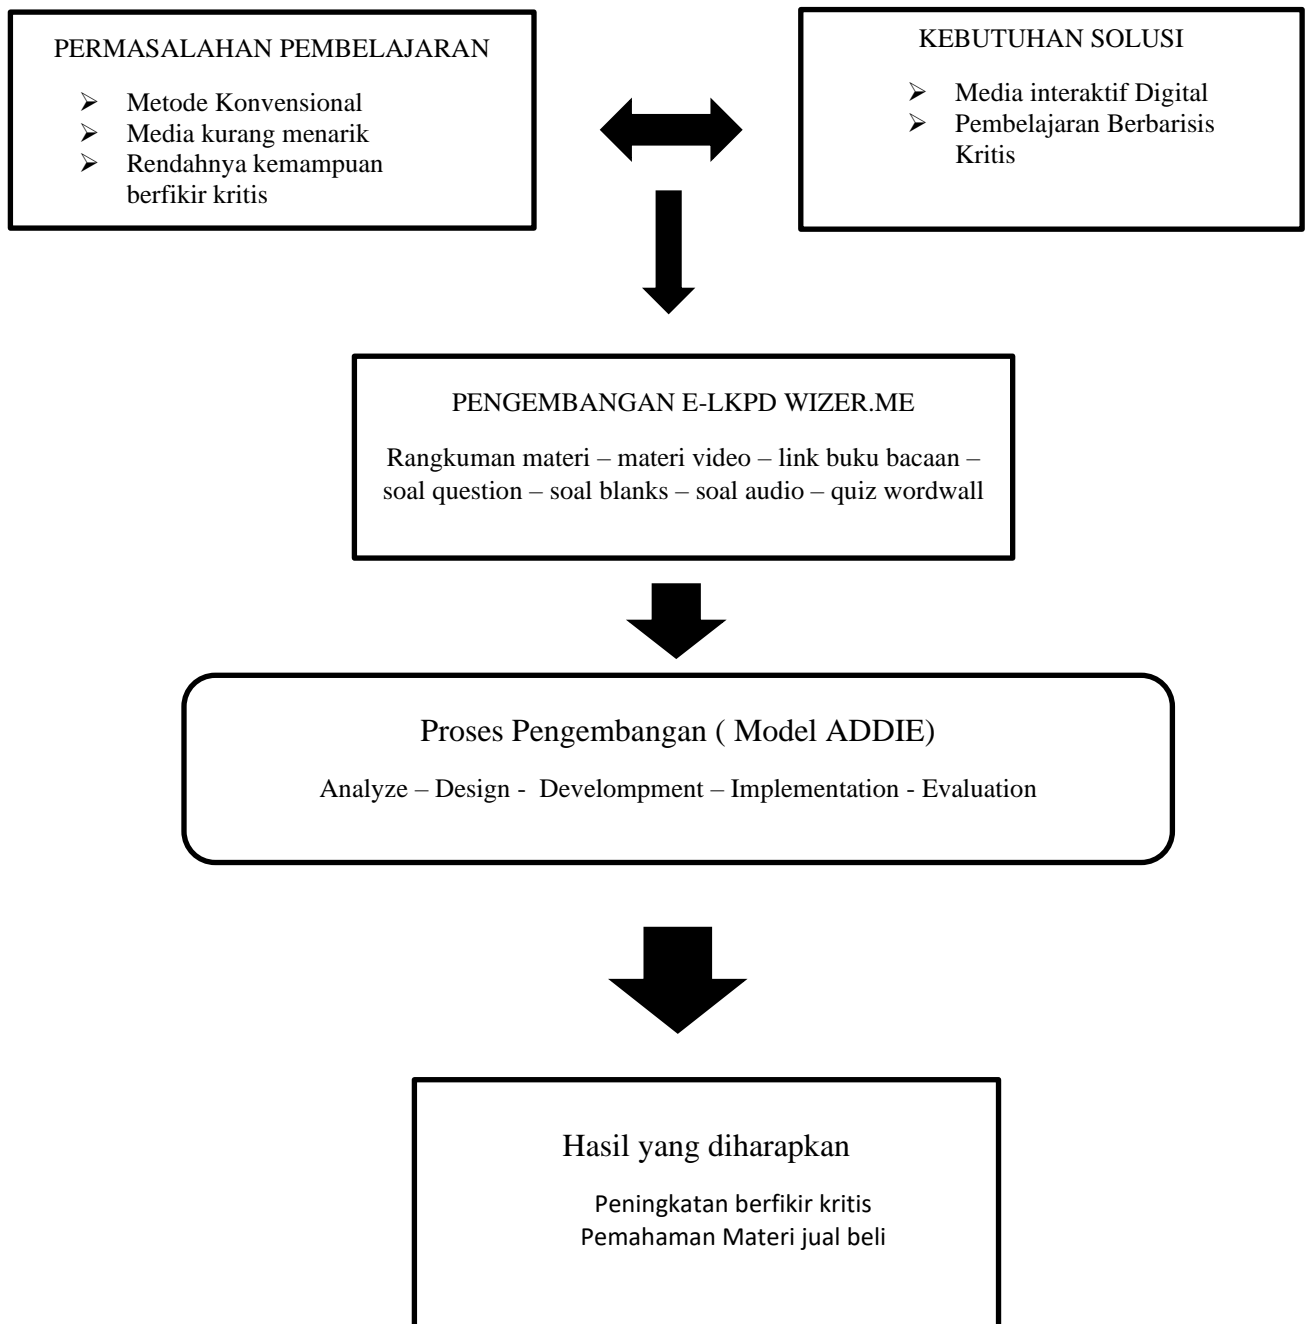 PERMASALAHAN PEMBELAJARAN
➢ Metode Konvensional
➢ Media kurang menarik
➢ Rendahnya kemampuan
berfikir kritis
KEBUTUHAN SOLUSI
➢ Media interaktif Digital
➢ Pembelajaran Berbarisis
Kritis
PENGEMBANGAN E-LKPD WIZER.ME
Rangkuman materi – materi video – link buku bacaan –
soal question – soal blanks – soal audio – quiz wordwall
Proses Pengembangan ( Model ADDIE)
Analyze – Design - Develompment – Implementation - Evaluation
Hasil yang diharapkan
Peningkatan berfikir kritis
Pemahaman Materi jual beli